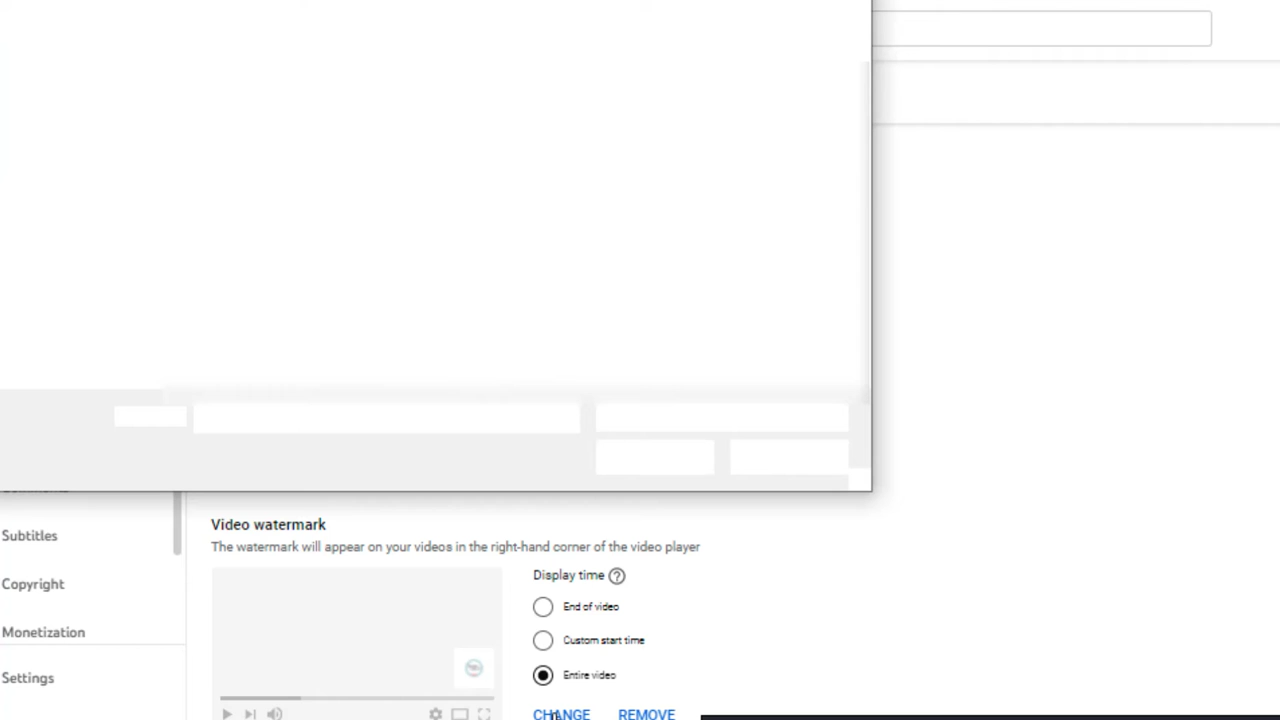 Video watermark
The watermark will appear on your videos in the right-hand corner of the video player
Subtitles
Copyright
Monetization
Settings
Display time
End of video
Custom start time
Entire video
CHANGE
REMOVE